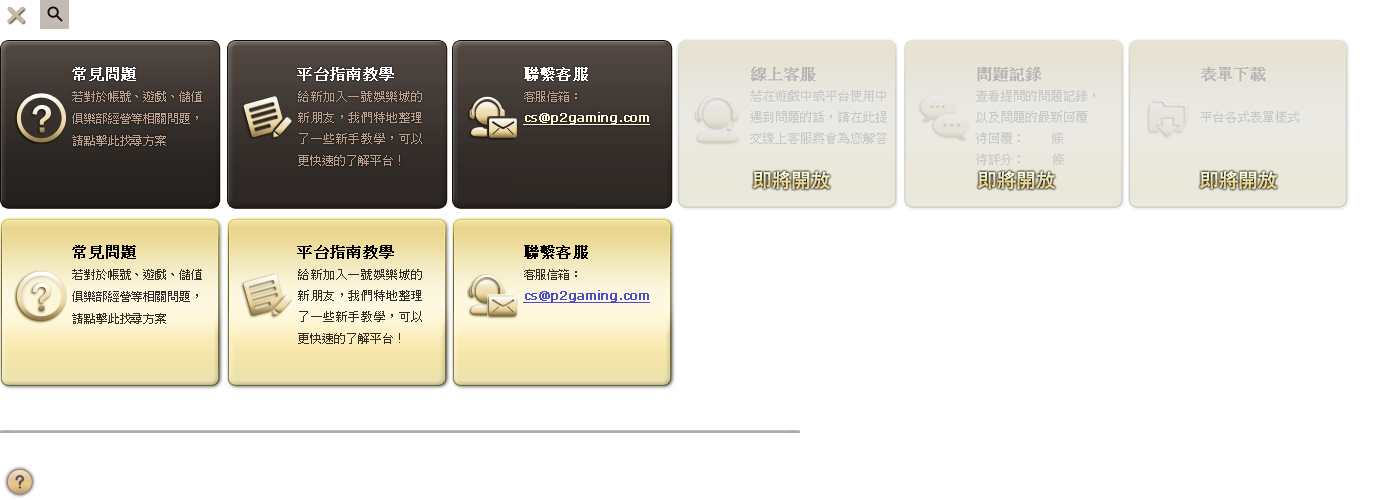 常見問題
若對於帳號、遊戲、儲值
俱樂部經營等相關問題，
請點擊此找尋方案
平台指南教學
給新加入一號娛樂城的
新朋友，我們特地整理
了一些新手教學，可以
更快速的了解平台！
聯繫客服
客服信箱：
cs@p2gaming.com
線上客服
若在遊戲中或平台使用中
遇到問題的話，請在此提
交線上客服將會為您解答
即將開放
問題記錄
查看提問的問題記錄，
以及問題的最新回覆
待回覆： 條
待評分： 條
即將開放
表單下載
平台各式表單樣式
即將開放
常見問題
若對於帳號、遊戲、儲值
俱樂部經營等相關問題，
請點擊此找尋方案
平台指南教學
給新加入一號娛樂城的
新朋友，我們特地整理
了一些新手教學，可以
更快速的了解平台！
聯繫客服
客服信箱：
cs@p2gaming.com